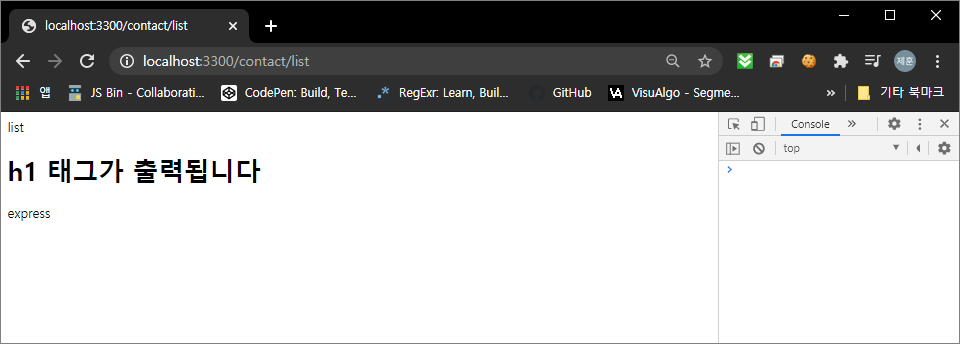 localhost:3300/contact/list
localhost:3300/contact/list
제훈
앱 JS Bin - Collaborati... CodePen: Build, Te... RegExr: Learn, Buil... GitHub VA VisuAlgo - Segme... » 기타 북마크
list
h1 태그가 출력됩니다
express
Console »
top